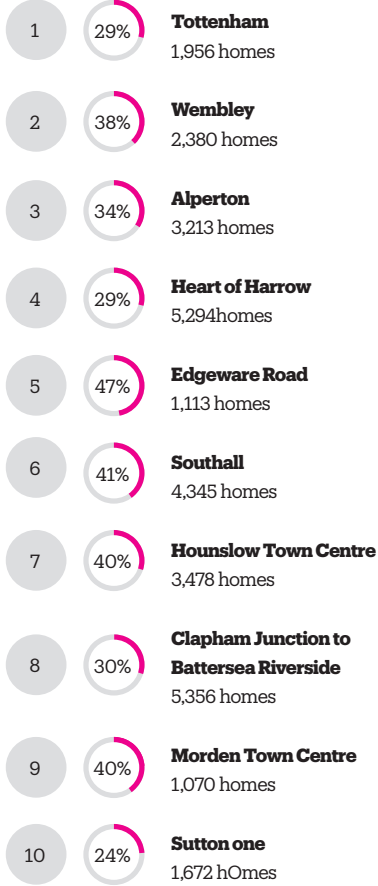 1
29%
Tottenham
1,956 homes
2
38%
Wembley
2,380 homes
3
34%
Alperton
3,213 homes
4
29%
Heart of Harrow
5,294homes
5
47%
Edgeware Road
1,113 homes
6
41%
Southall
4,345 homes
7
40%
Hounslow Town Centre
3,478 homes
8
30%
Clapham Junction to
Battersea Riverside
5,356 homes
9
40%
Morden Town Centre
1,070 homes
10
24%
Sutton one
1,672 hOmes